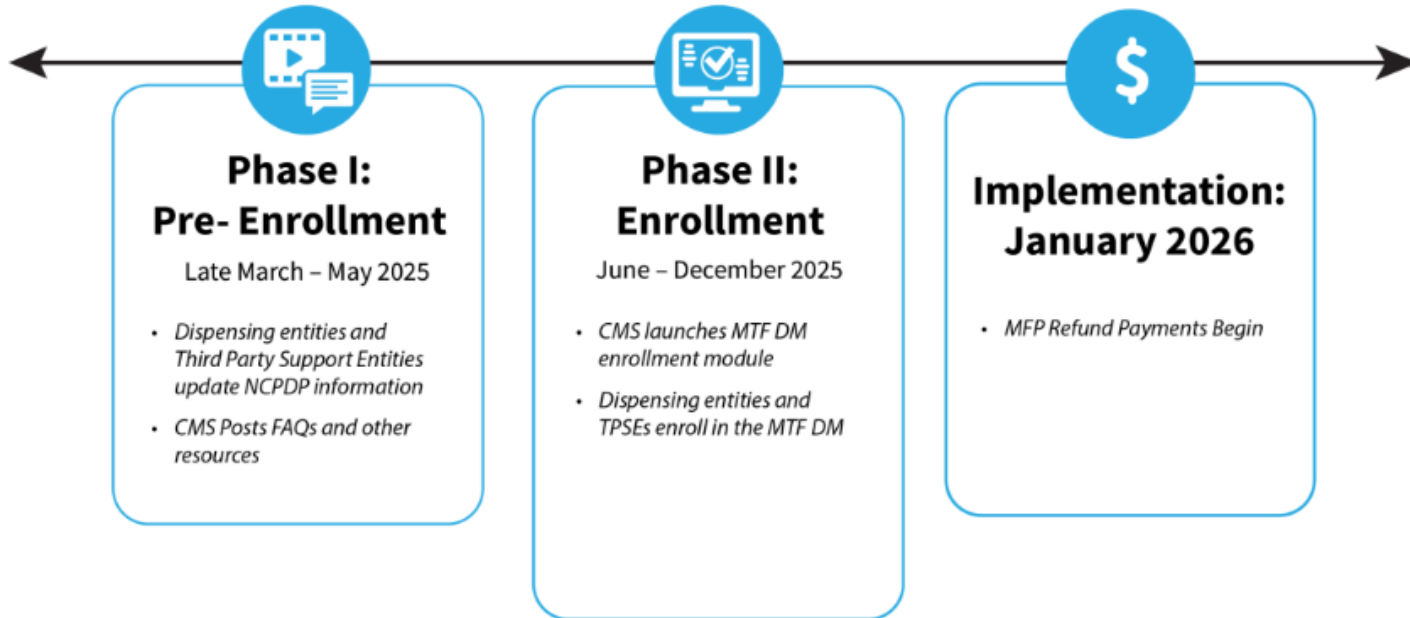 Phase I:
Pre- Enrollment
Late March – May 2025
• Dispensing entities and
Third Party Support Entities
update NCPDP information
• CMS Posts FAQs and other
resources
Phase II:
Enrollment
June – December 2025
• CMS launches MTF DM
enrollment module
• Dispensing entities and
TPSEs enroll in the MTF DM
$
Implementation:
January 2026
• MFP Refund Payments Begin